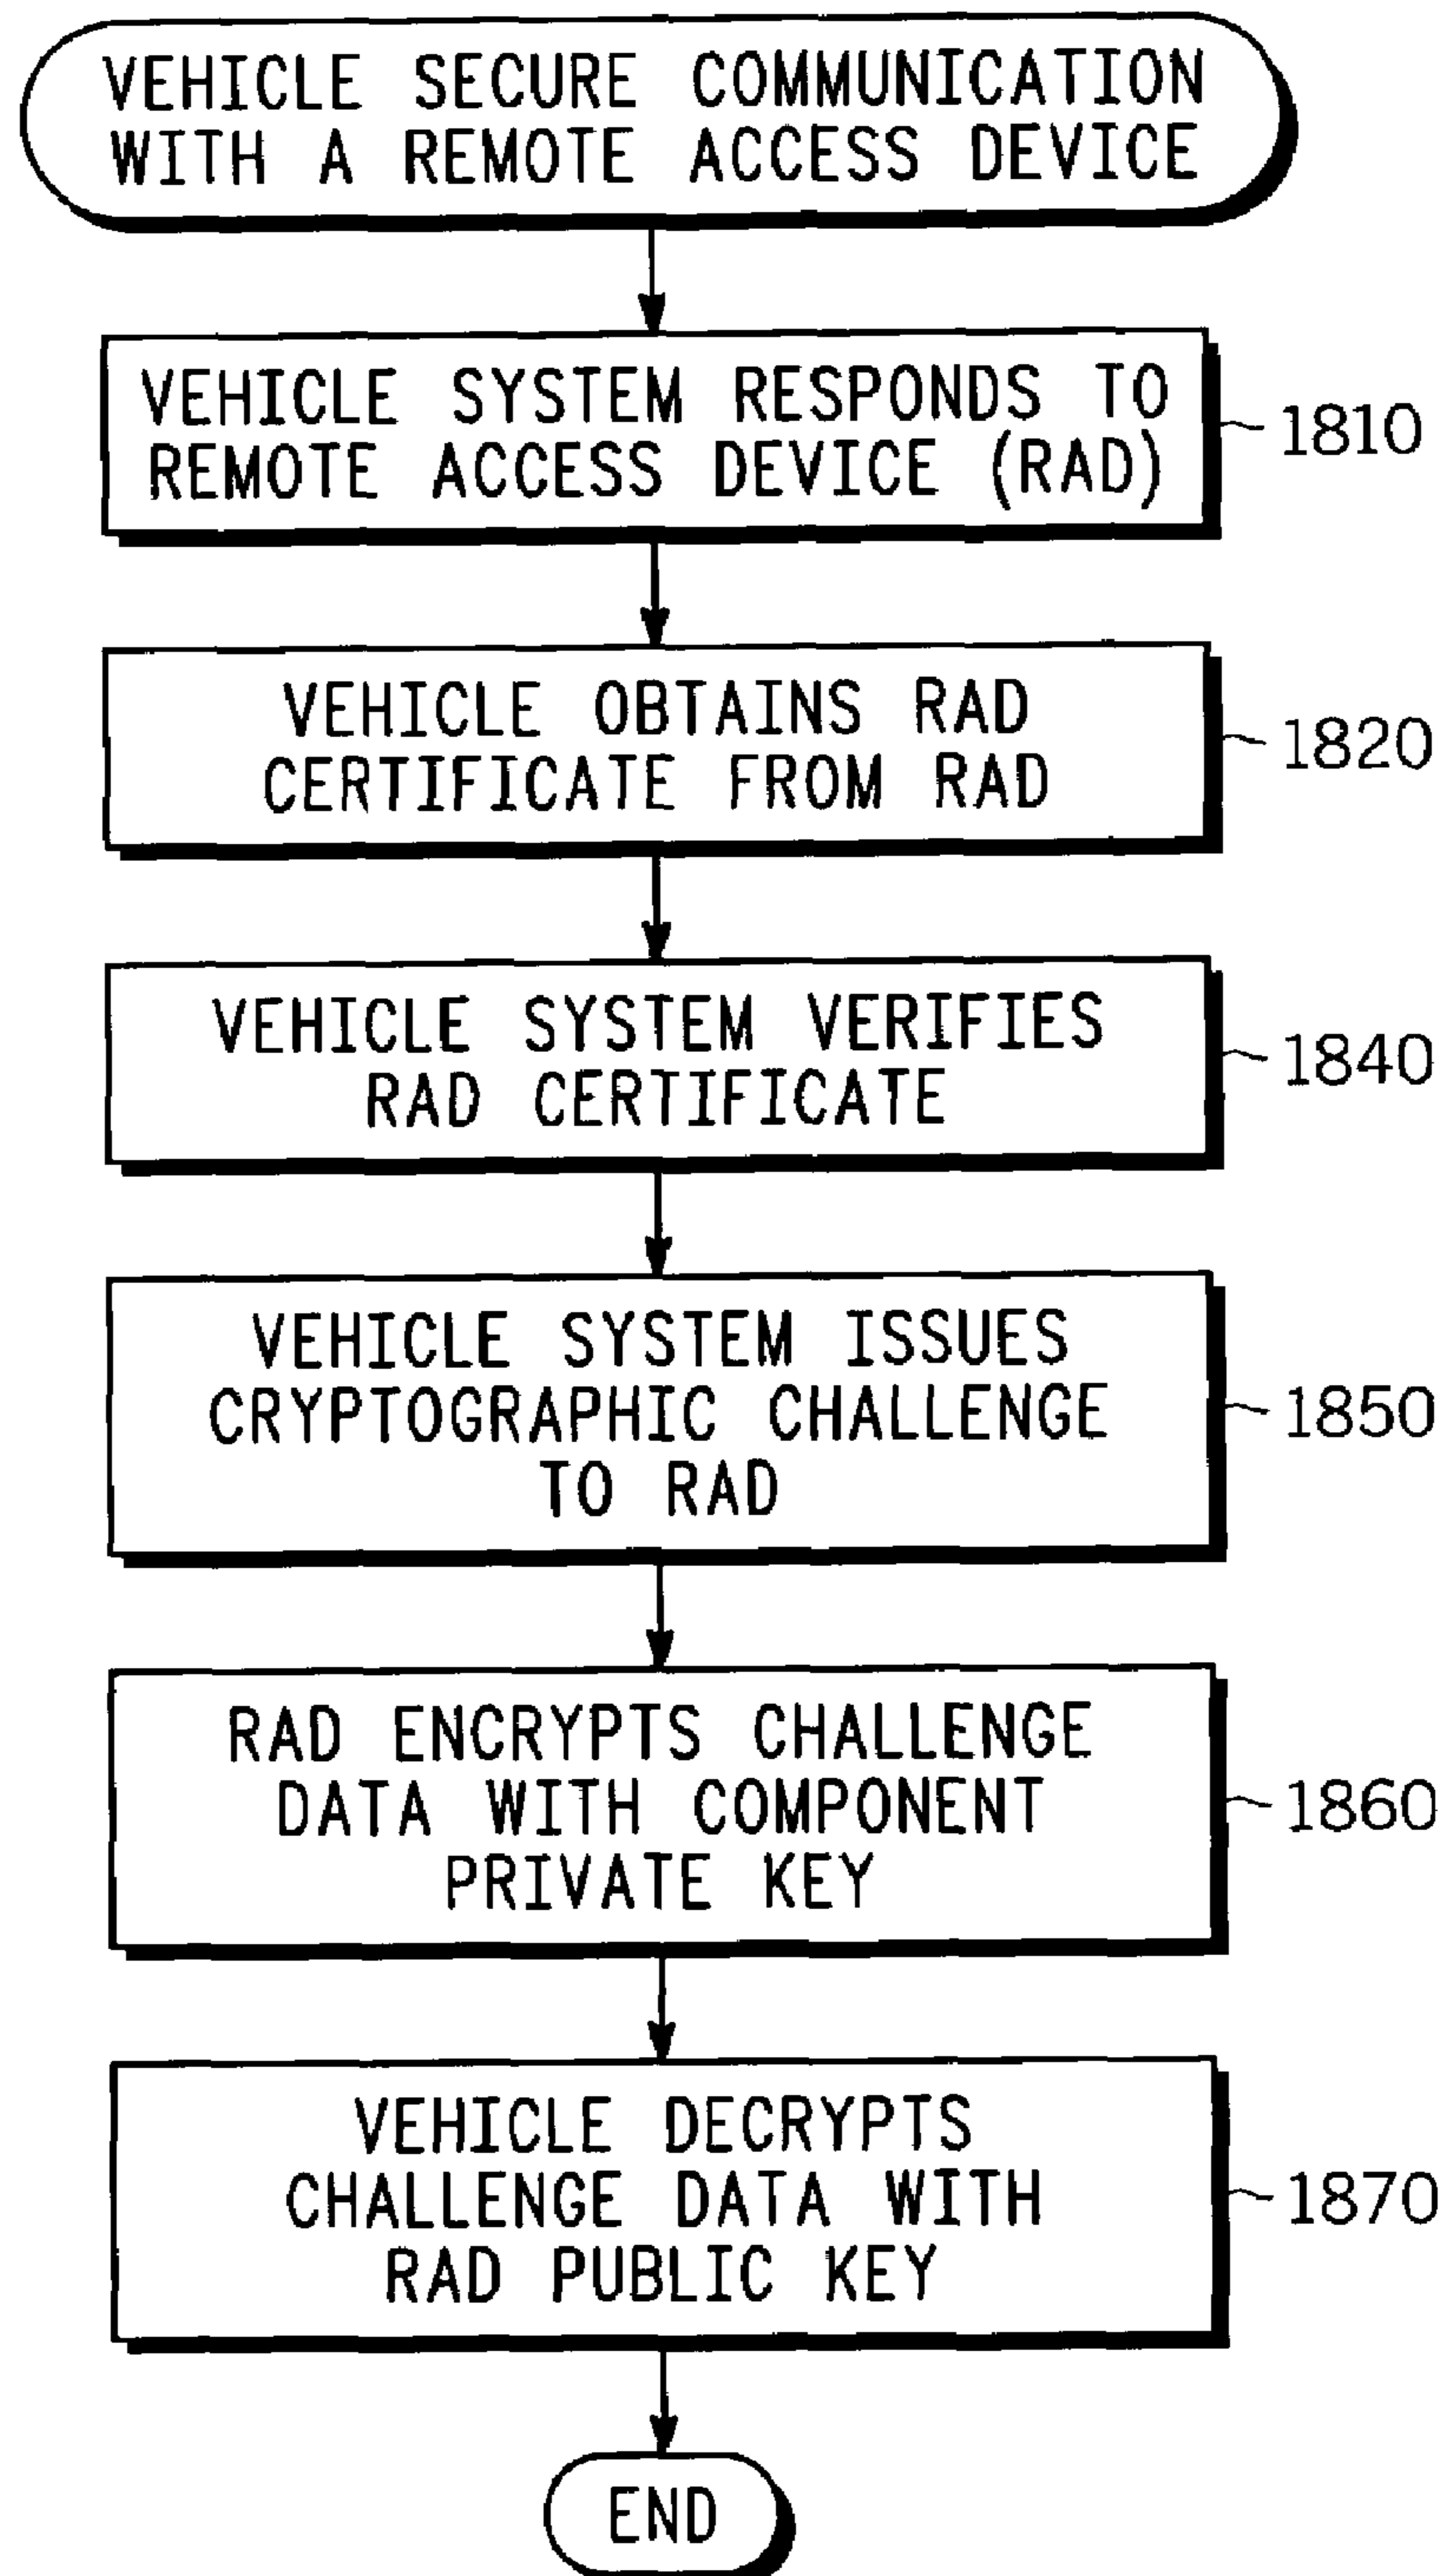 VEHICLE SECURE COMMUNICATION
WITH A REMOTE ACCESS DEVICE
VEHICLE SYSTEM RESPONDS TO
REMOTE ACCESS DEVICE (RAD)
1810
VEHICLE OBTAINS RAD
CERTIFICATE FROM RAD
1820
VEHICLE SYSTEM VERIFIES
RAD CERTIFICATE
1840
VEHICLE SYSTEM ISSUES
CRYPTOGRAPHIC CHALLENGE
TO RAD
1850
RAD ENCRYPTS CHALLENGE
DATA WITH COMPONENT
PRIVATE KEY
1860
VEHICLE DECRYPTS
CHALLENGE DATA WITH
RAD PUBLIC KEY
1870
END